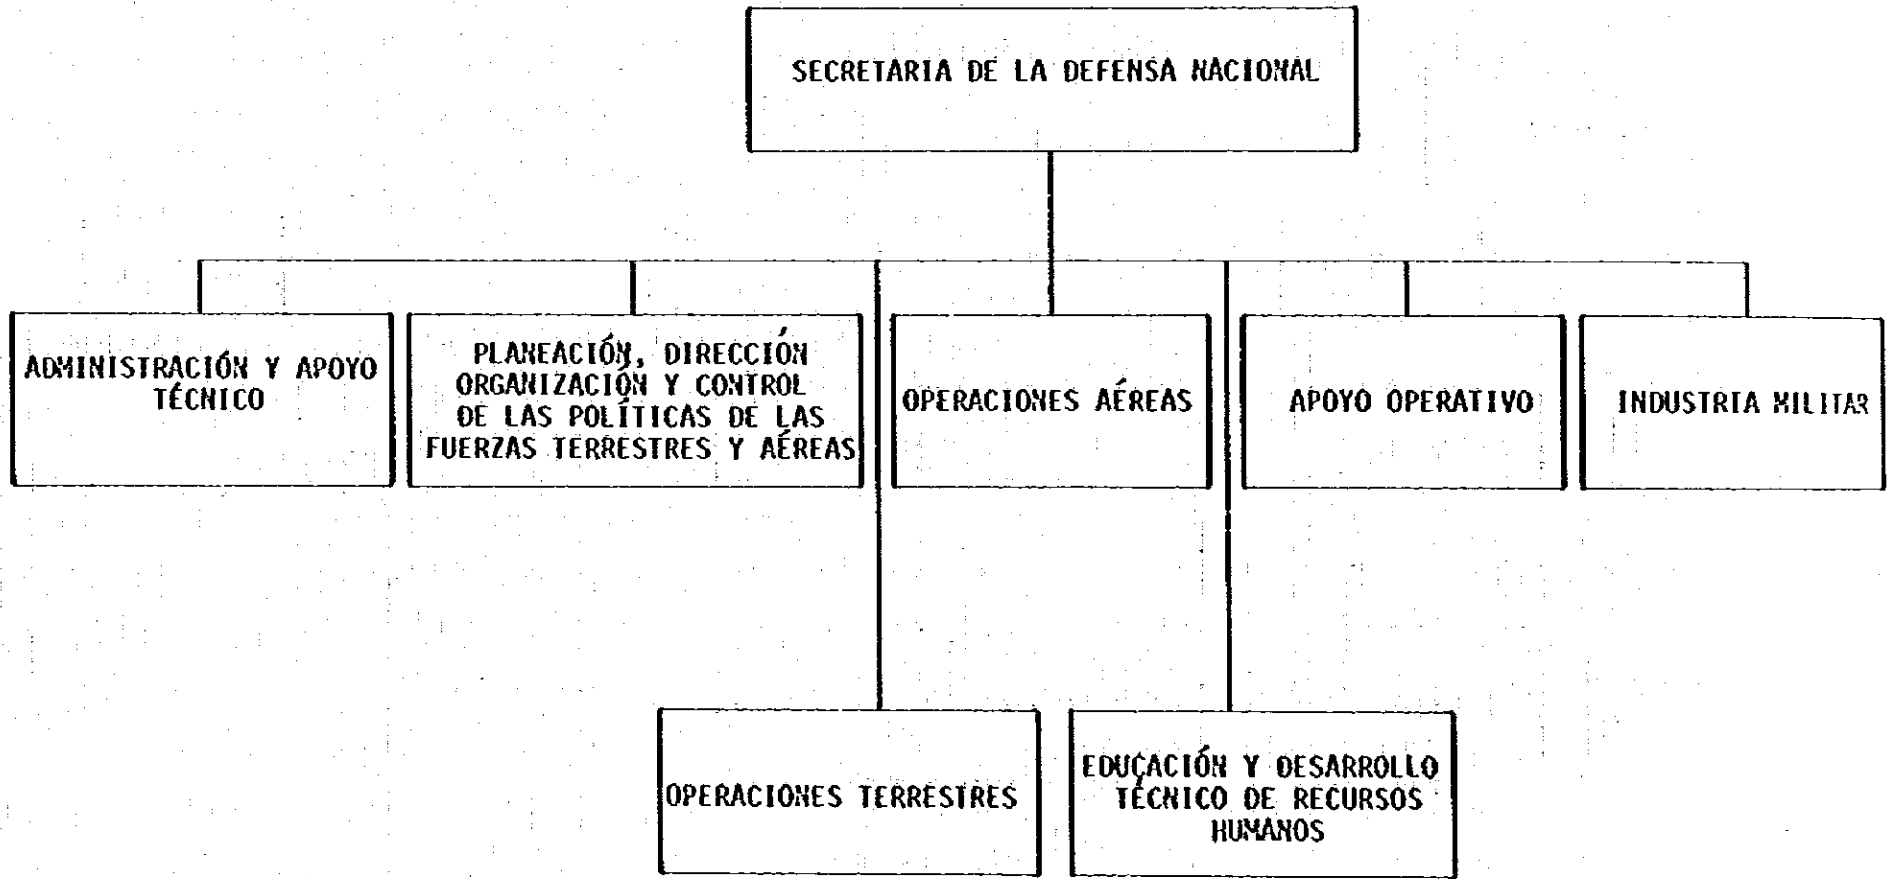 SECRETARIA DE LA DEFENSA NACIONAL
ADMINISTRACIÓN Y APOYO
TÉCNICO
PLANEACIÓN, DIRECCIÓN
ORGANIZACIÓN Y CONTROL
DE LAS POLÍTICAS DE LAS
FUERZAS TERRESTRES Y AÉREAS
OPERACIONES AÉREAS
APOYO OPERATIVO
INDUSTRIA MILITAR
OPERACIONES TERRESTRES
EDUCACIÓN Y DESARROLLO
TÉCNICO DE RECURSOS
HUMANOS